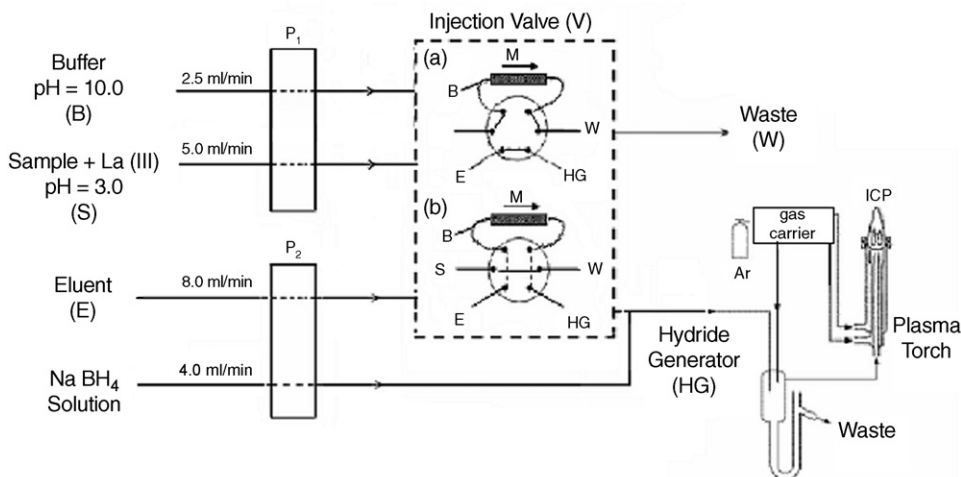 Injection Valve (V)
P1
Buffer
pH = 10.0
(B)
2.5 ml/min
Sample + La (III)
pH = 3.0
(S)
5.0 ml/min
(a)
M
B
W
E
HG
Waste
(W)
(b)
M
B
S
W
E
HG
P2
Eluent
(E)
8.0 ml/min
Na BH4
Solution
4.0 ml/min
Hydride
Generator
(HG)
gas
carrier
Ar
ICP
Plasma
Torch
Waste